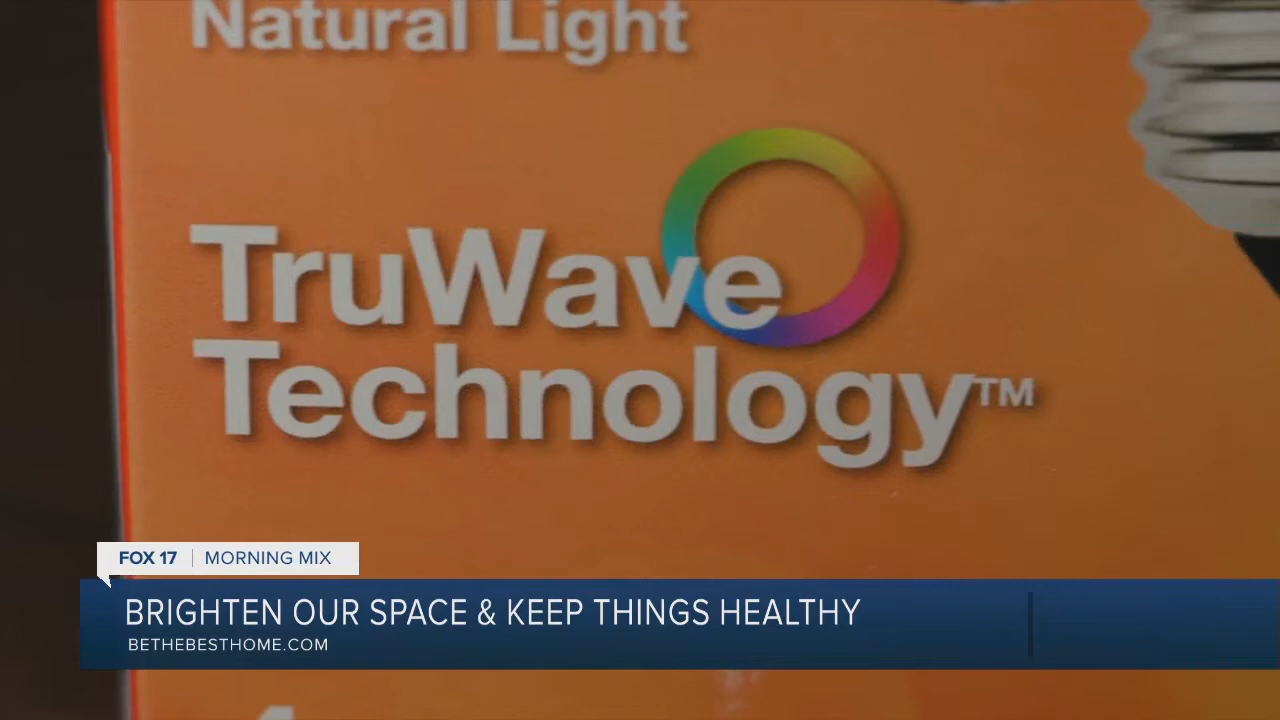 Natural Light
TruWave
Technology™
FOX 17 | MORNING MIX
BRIGHTEN OUR SPACE & KEEP THINGS HEALTHY
BETHEBESTHOME.COM